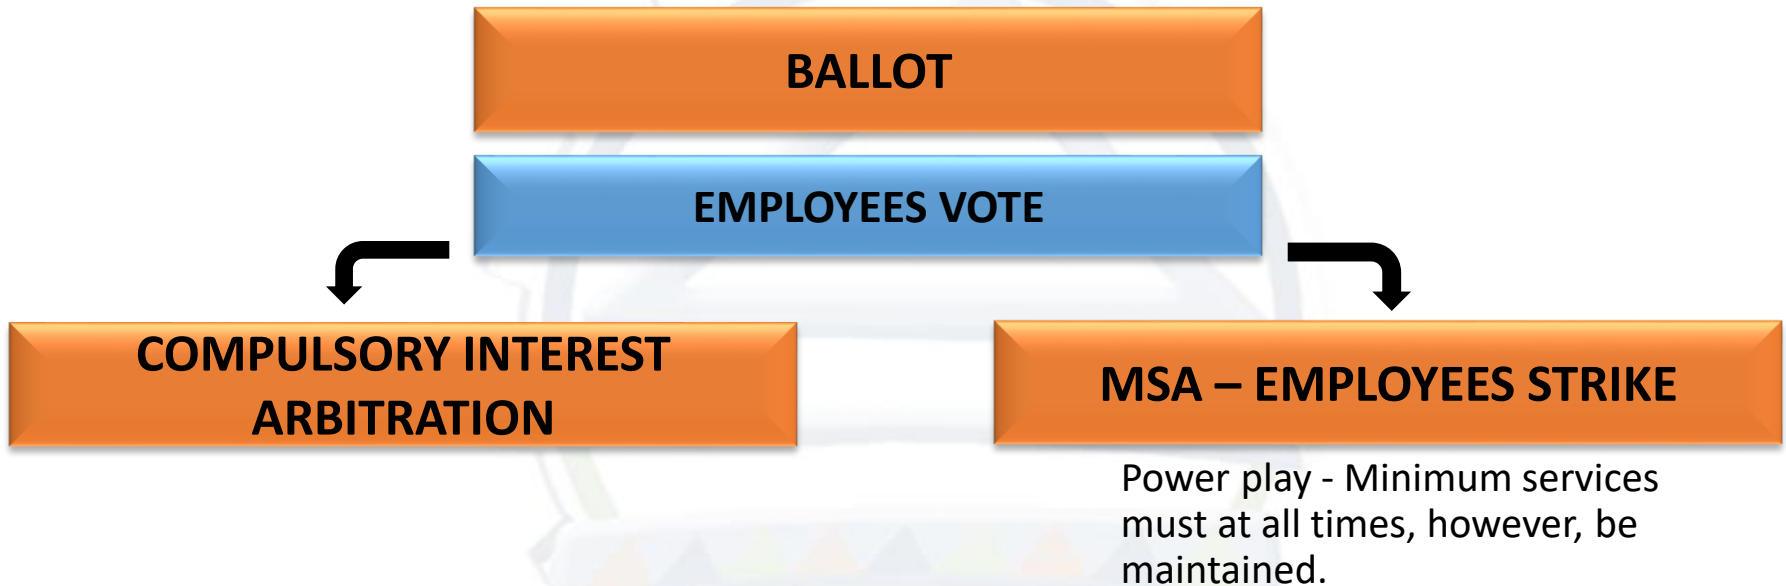 BALLOT
EMPLOYEES VOTE
COMPULSORY INTEREST
ARBITRATION
MSA – EMPLOYEES STRIKE
Power play - Minimum services
must at all times, however, be
maintained.